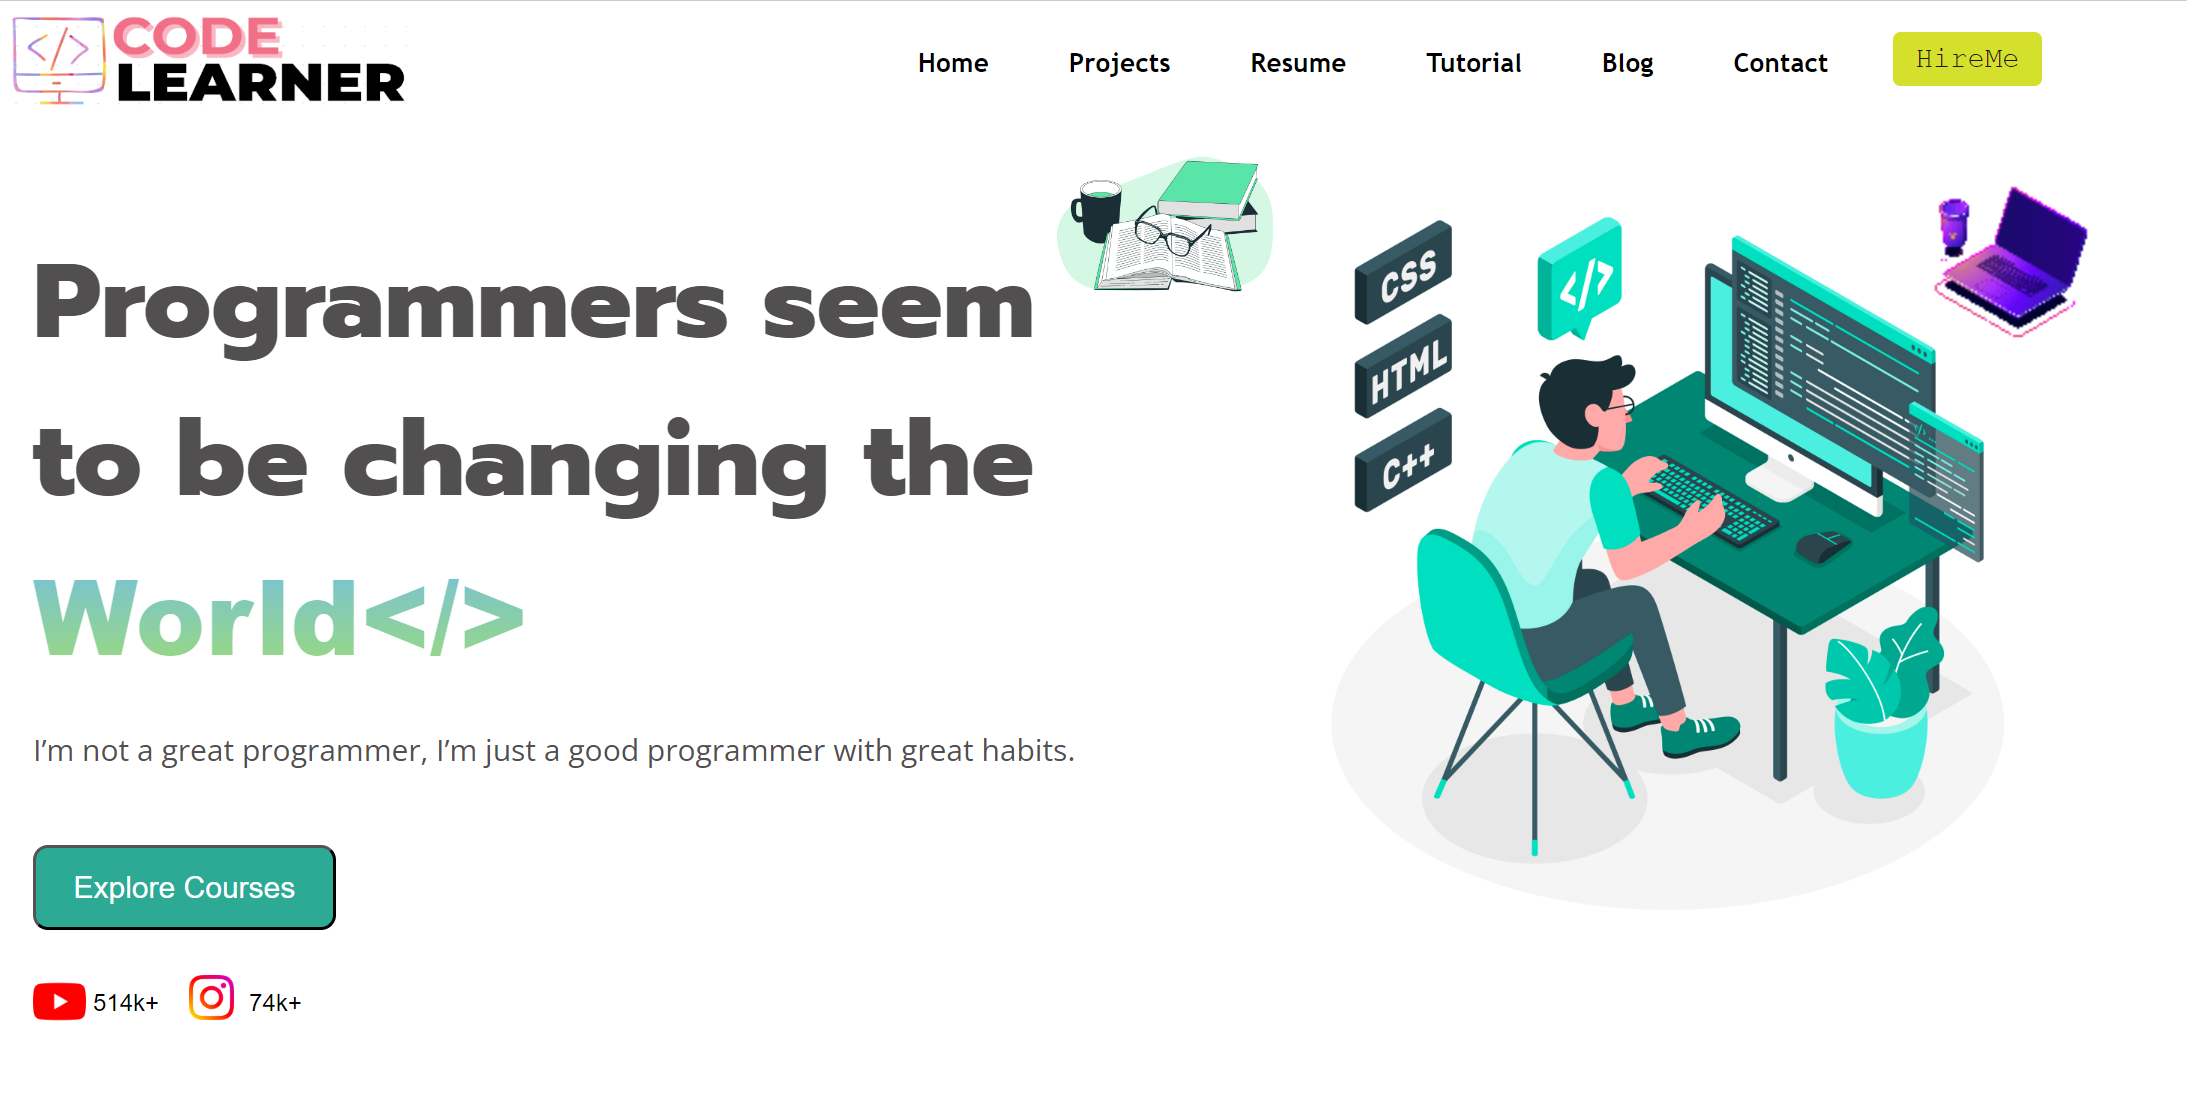 CODE
LEARNER
Home Projects Resume Tutorial Blog Contact HireMe
Programmers seem
to be changing the
World</>
I’m not a great programmer, I’m just a good programmer with great habits.
Explore Courses
514k+ 74k+
CSS
HTML
C++
</>